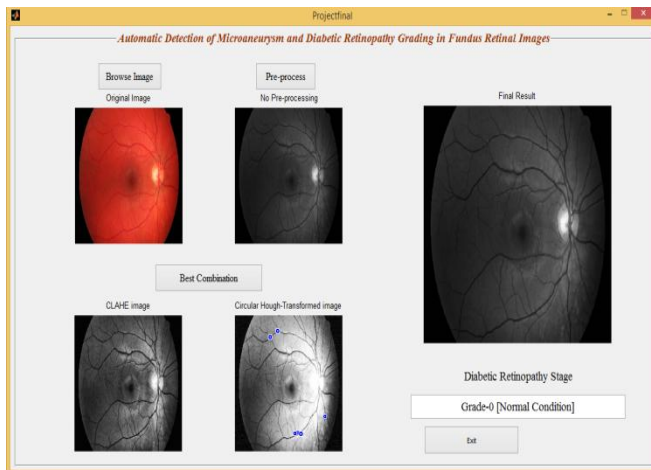 Projectfinal
Automatic Detection of Microaneurysm and Diabetic Retinopathy Grading in Fundus Retinal Images
Browse Image
Pre-process
Original Image
No Pre-processing
Final Result
Best Combination
CLAHE image
Circular Hough-Transformed image
Diabetic Retinopathy Stage
Grade-0 [Normal Condition]
Exit